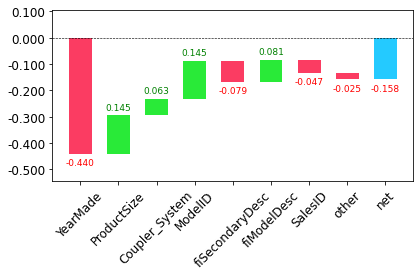 0.100
0.000
-0.100
-0.200
-0.300
-0.400
-0.500
-0.440
0.145
0.063
0.145
-0.079
0.081
-0.047
-0.025
-0.158
YearMade
ProductSize
Coupler_System
ModelID
fiSecondaryDesc
fiModelDesc
SalesID
other
net